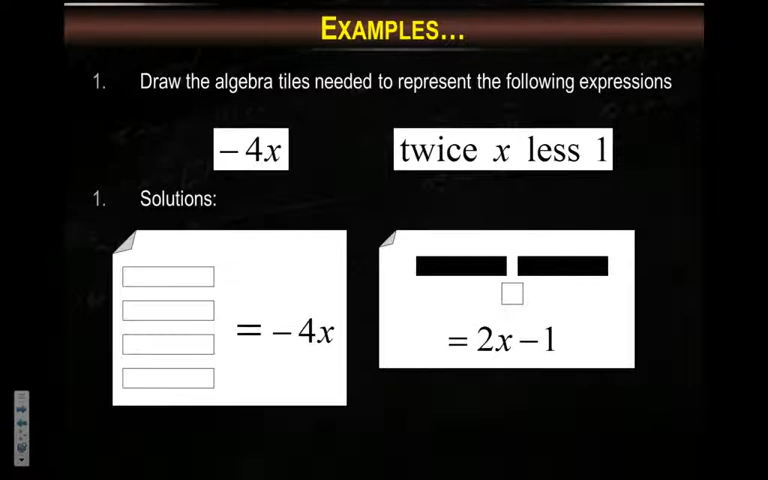 EXAMPLES...
1. Draw the algebra tiles needed to represent the following expressions
−4x
twice x less 1
1. Solutions:
= −4x
= 2x−1